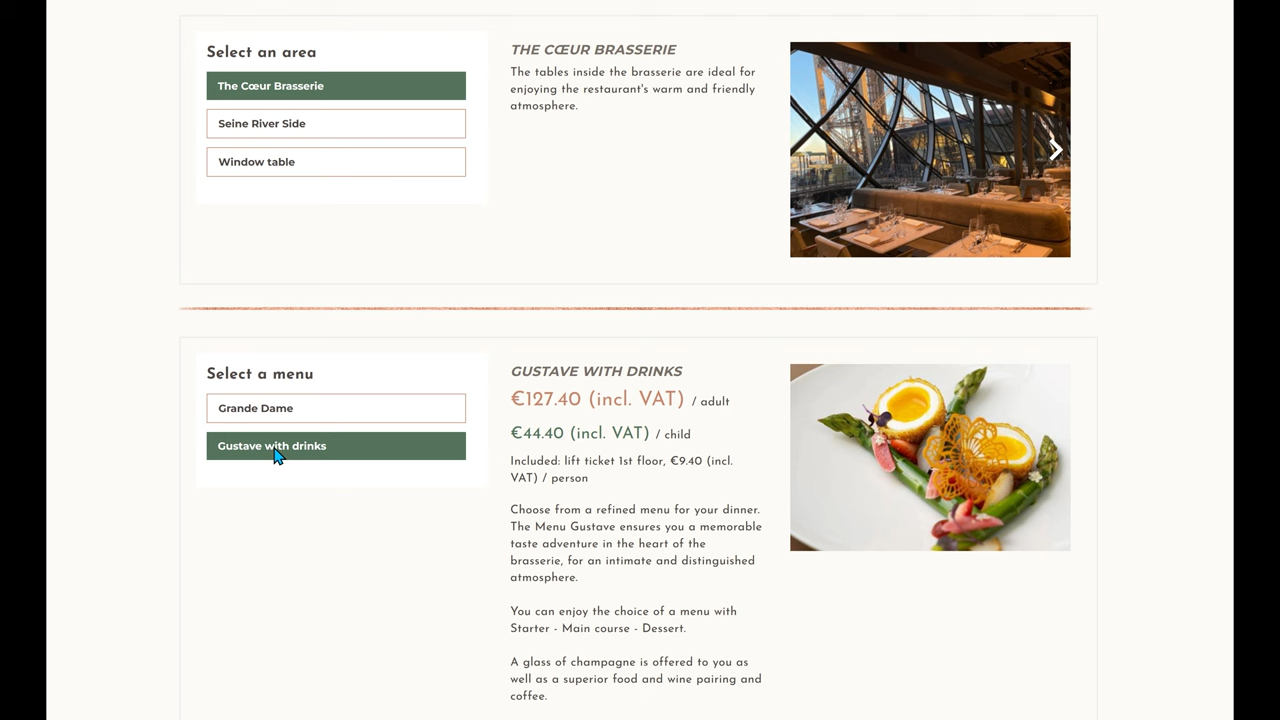 Select an area
The Cœur Brasserie
Seine River Side
Window table
THE CŒUR BRASSERIE
The tables inside the brasserie are ideal for
enjoying the restaurant's warm and friendly
atmosphere.
Select a menu
Grande Dame
Gustave with drinks
GUSTAVE WITH DRINKS
€127.40 (incl. VAT) / adult
€44.40 (incl. VAT) / child
Included: lift ticket 1st floor, €9.40 (incl.
VAT) / person
Choose from a refined menu for your dinner.
The Menu Gustave ensures you a memorable
taste adventure in the heart of the
brasserie, for an intimate and distinguished
atmosphere.
You can enjoy the choice of a menu with
Starter - Main course - Dessert.
A glass of champagne is offered to you as
well as a superior food and wine pairing and
coffee.